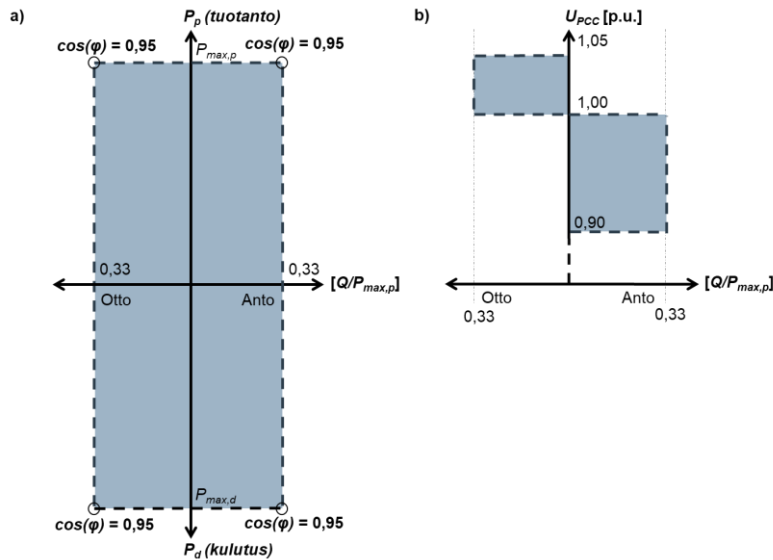 a)
P_p (tuotanto)
cos(φ) = 0,95
P_max,p
cos(φ) = 0,95
0,33
0,33
[Q/P_max,p]
Otto
Anto
P_max,d
cos(φ) = 0,95
cos(φ) = 0,95
P_d (kulutus)
b)
U_PCC [p.u.]
1,05
1,00
0,90
Otto
Anto
[Q/P_max,p]
0,33
0,33